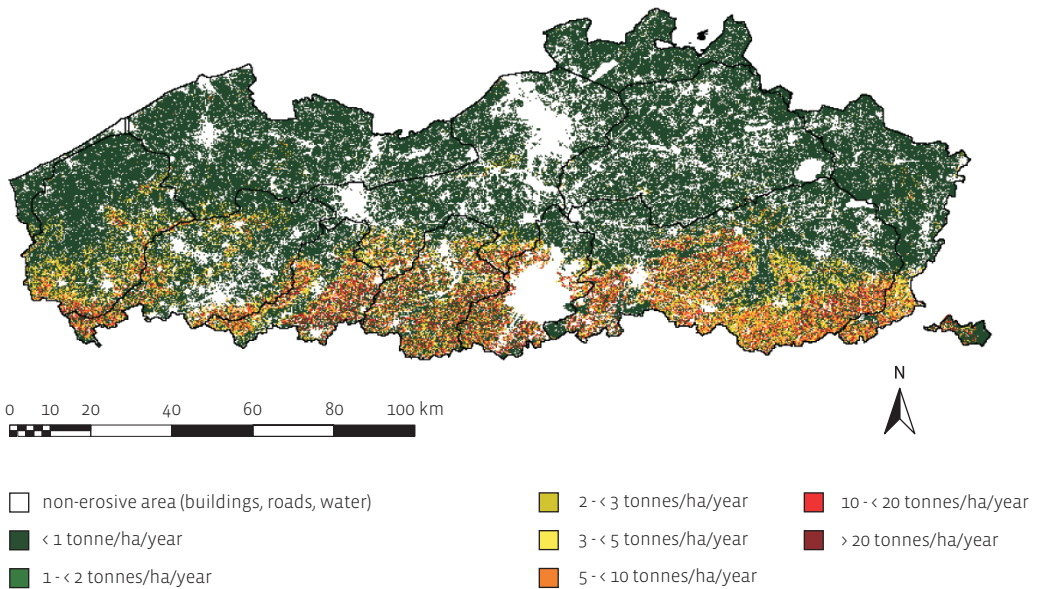 N
0 10 20 40 60 80 100 km
non-erosive area (buildings, roads, water)
< 1 tonne/ha/year
1 - < 2 tonnes/ha/year
2 - < 3 tonnes/ha/year
3 - < 5 tonnes/ha/year
5 - < 10 tonnes/ha/year
10 - < 20 tonnes/ha/year
> 20 tonnes/ha/year